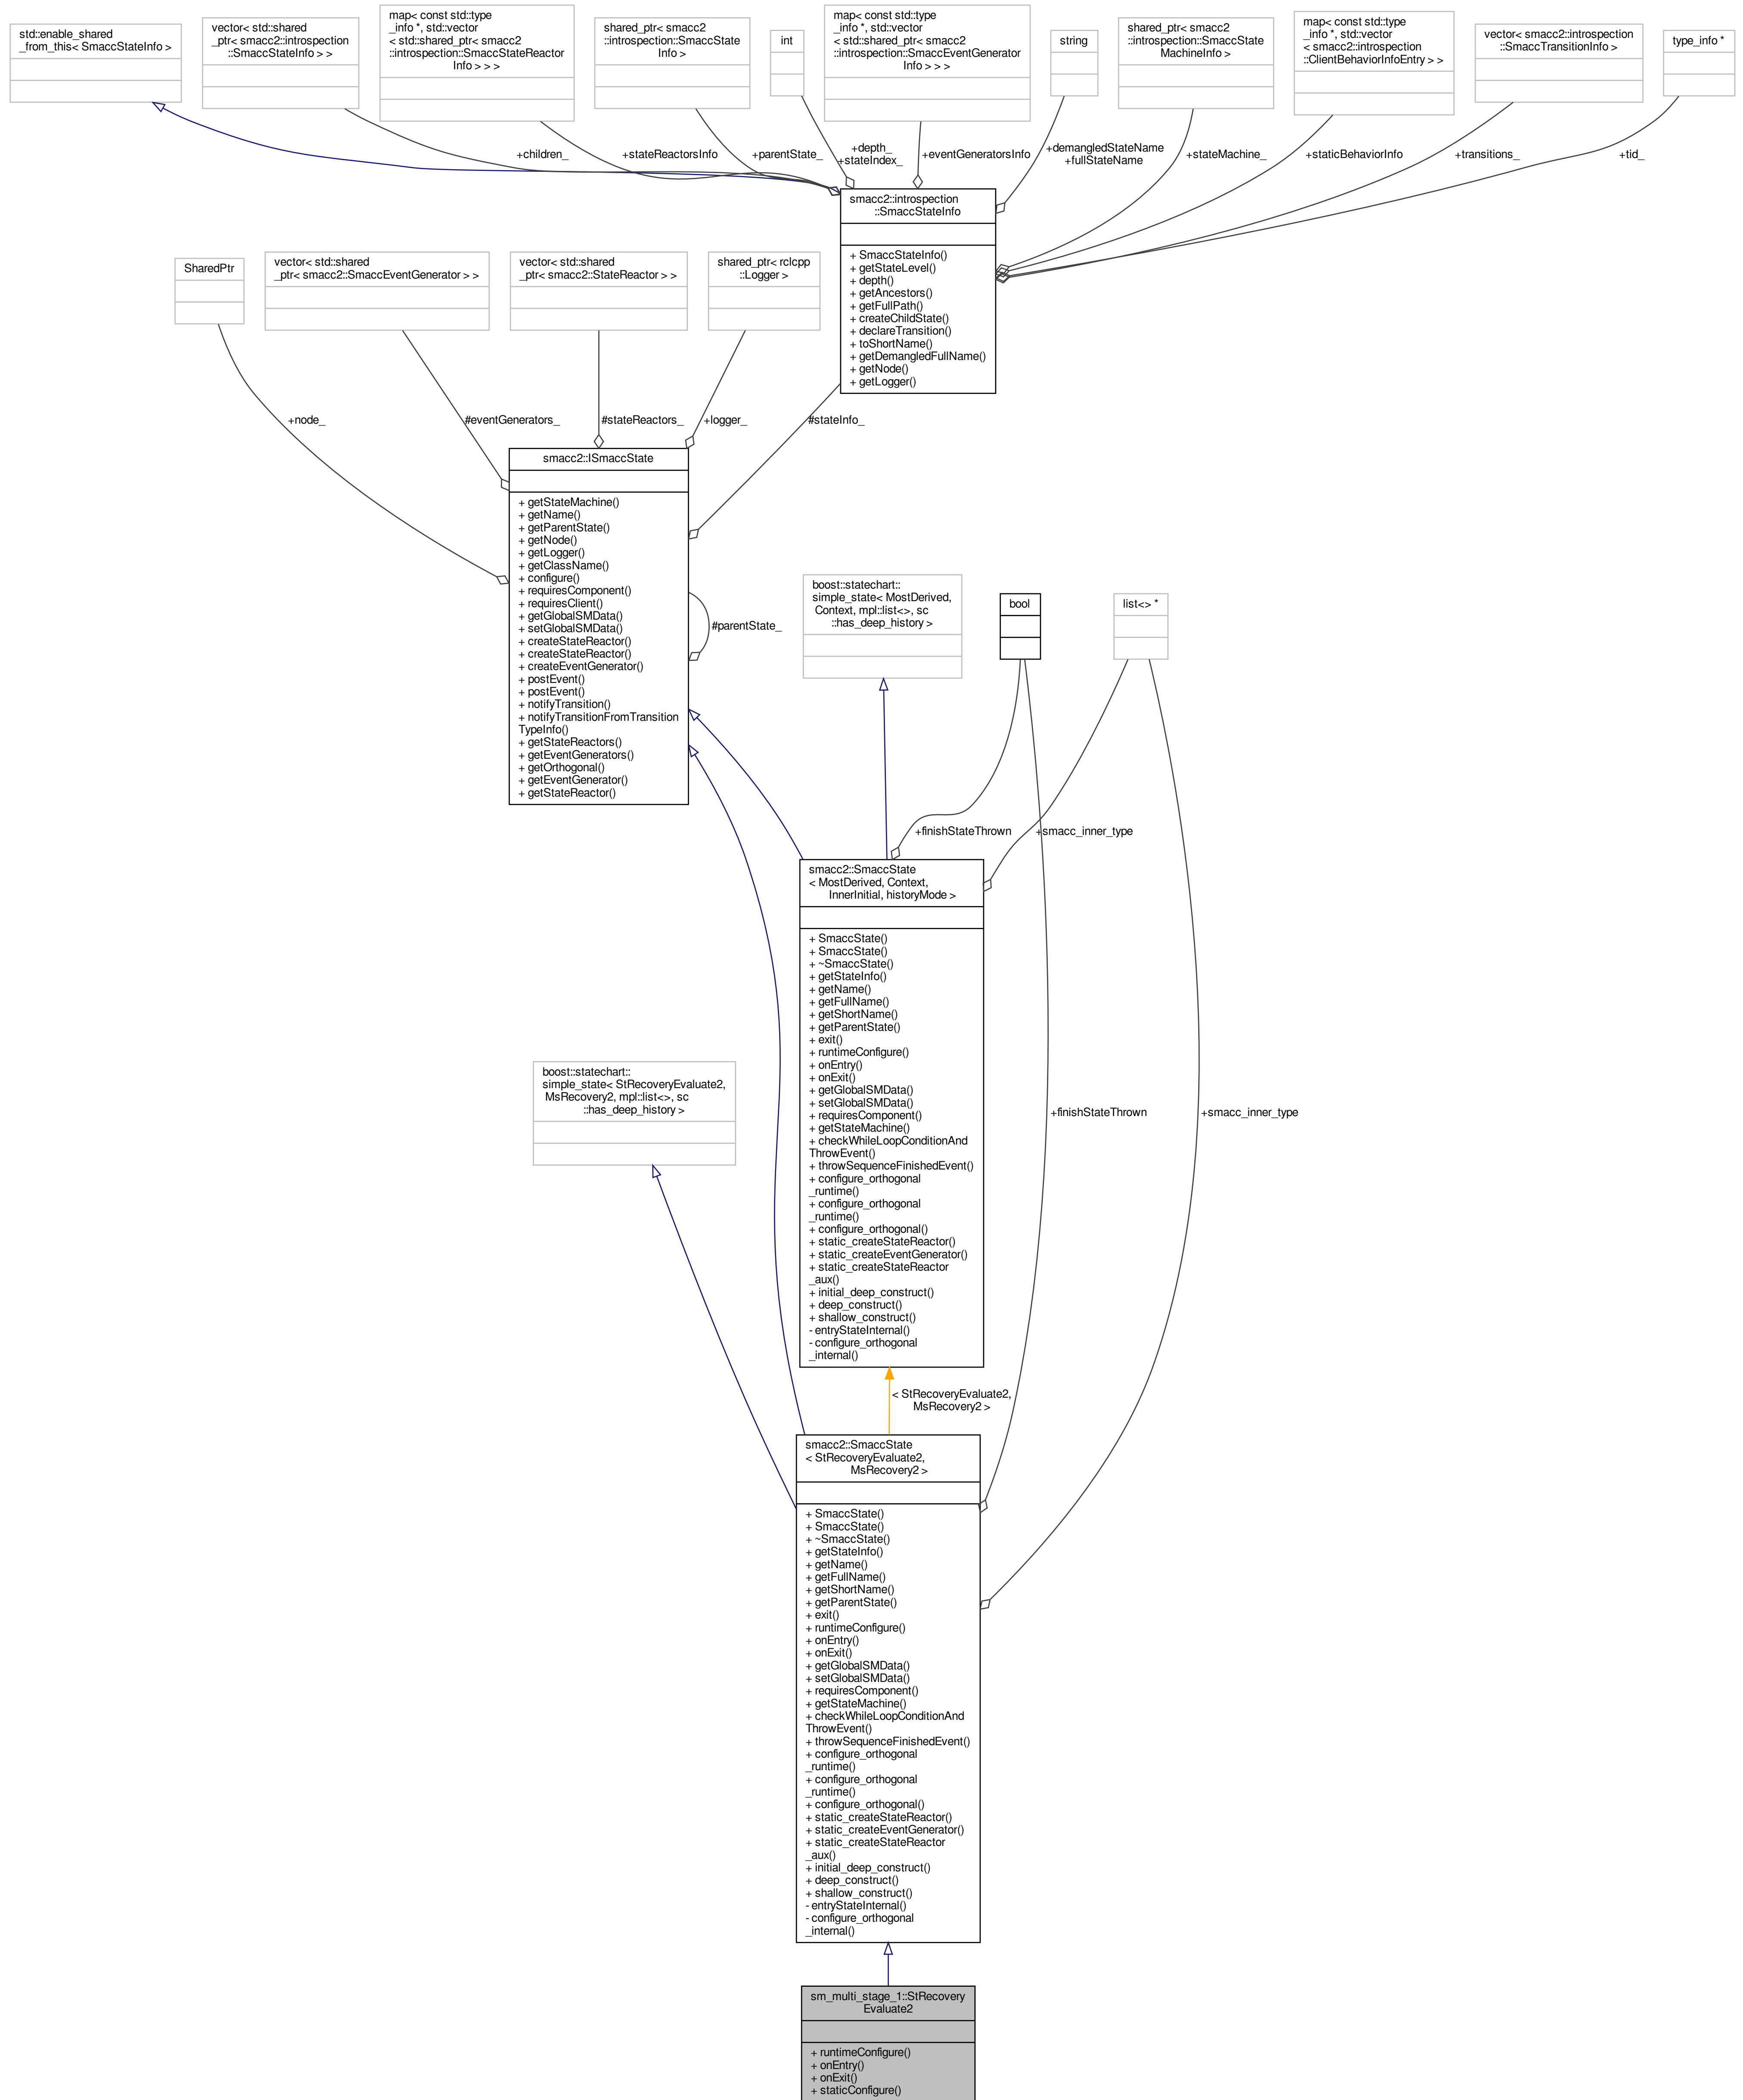 std::enable_shared
_from_this< SmaccStateInfo >
vector< std::shared
_ptr< smacc2::introspection
::SmaccStateInfo > >
map< const std::type
_info *, std::vector
< std::shared_ptr< smacc2
::introspection::SmaccStateReactor
Info > > >
shared_ptr< smacc2
::introspection::SmaccState
Info >
int
map< const std::type
_info *, std::vector
< std::shared_ptr< smacc2
::introspection::SmaccEventGenerator
Info > > >
string
shared_ptr< smacc2
::introspection::SmaccState
MachineInfo >
map< const std::type
_info *, std::vector
< smacc2::introspection
::ClientBehaviorInfoEntry > >
vector< smacc2::introspection
::SmaccTransitionInfo >
type_info *
+children_
+stateReactorsInfo
+parentState_
+depth_
+stateIndex_
+eventGeneratorsInfo
+demangledStateName
+fullStateName
+stateMachine_
+staticBehaviorInfo
+transitions_
+tid_
smacc2::introspection
::SmaccStateInfo
+ SmaccStateInfo()
+ getStateLevel()
+ depth()
+ getAncestors()
+ getFullPath()
+ createChildState()
+ declareTransition()
+ toShortName()
+ getDemangledFullName()
+ getNode()
+ getLogger()
SharedPtr
vector< std::shared
_ptr< smacc2::SmaccEventGenerator > >
vector< std::shared
_ptr< smacc2::StateReactor > >
shared_ptr< rclcpp
::Logger >
+node_
#eventGenerators_
#stateReactors_
+logger_
#stateInfo_
smacc2::ISmaccState
+ getStateMachine()
+ getName()
+ getParentState()
+ getNode()
+ getLogger()
+ getClassName()
+ configure()
+ requiresComponent()
+ requiresClient()
+ getGlobalSMData()
+ setGlobalSMData()
+ createStateReactor()
+ createStateReactor()
+ createEventGenerator()
+ postEvent()
+ postEvent()
+ notifyTransition()
+ notifyTransitionFromTransition
TypeInfo()
+ getStateReactors()
+ getEventGenerators()
+ getOrthogonal()
+ getEventGenerator()
+ getStateReactor()
#parentState_
boost::statechart::
simple_state< MostDerived,
Context, mpl::list<>, sc
::has_deep_history >
bool
list<> *
+finishStateThrown
+smacc_inner_type
smacc2::SmaccState
< MostDerived, Context,
InnerInitial, historyMode >
+ SmaccState()
+ SmaccState()
+ ~SmaccState()
+ getStateInfo()
+ getName()
+ getFullName()
+ getShortName()
+ getParentState()
+ exit()
+ runtimeConfigure()
+ onEntry()
+ onExit()
+ getGlobalSMData()
+ setGlobalSMData()
+ requiresComponent()
+ getStateMachine()
+ checkWhileLoopConditionAnd
ThrowEvent()
+ throwSequenceFinishedEvent()
+ configure_orthogonal
_runtime()
+ configure_orthogonal
_runtime()
+ configure_orthogonal()
+ static_createStateReactor()
+ static_createEventGenerator()
+ static_createStateReactor
_aux()
+ initial_deep_construct()
+ deep_construct()
+ shallow_construct()
- entryStateInternal()
- configure_orthogonal
_internal()
boost::statechart::
simple_state< StRecoveryEvaluate2,
MsRecovery2, mpl::list<>, sc
::has_deep_history >
+finishStateThrown
+smacc_inner_type
< StRecoveryEvaluate2,
MsRecovery2 >
smacc2::SmaccState
< StRecoveryEvaluate2,
MsRecovery2 >
+ SmaccState()
+ SmaccState()
+ ~SmaccState()
+ getStateInfo()
+ getName()
+ getFullName()
+ getShortName()
+ getParentState()
+ exit()
+ runtimeConfigure()
+ onEntry()
+ onExit()
+ getGlobalSMData()
+ setGlobalSMData()
+ requiresComponent()
+ getStateMachine()
+ checkWhileLoopConditionAnd
ThrowEvent()
+ throwSequenceFinishedEvent()
+ configure_orthogonal
_runtime()
+ configure_orthogonal
_runtime()
+ configure_orthogonal()
+ static_createStateReactor()
+ static_createEventGenerator()
+ static_createStateReactor
_aux()
+ initial_deep_construct()
+ deep_construct()
+ shallow_construct()
- entryStateInternal()
- configure_orthogonal
_internal()
sm_multi_stage_1::StRecovery
Evaluate2
+ runtimeConfigure()
+ onEntry()
+ onExit()
+ staticConfigure()